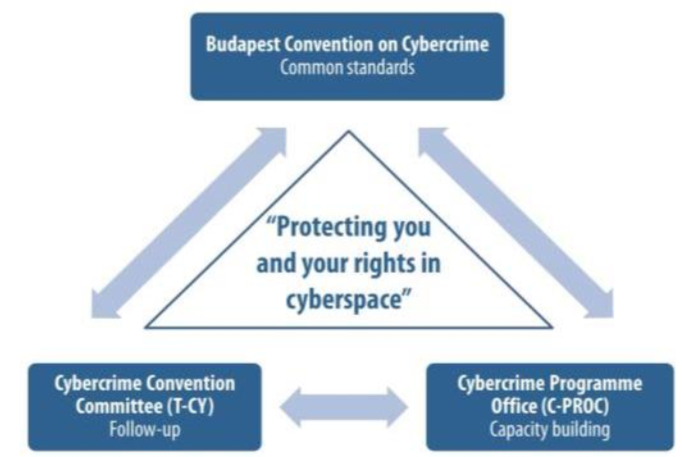 Budapest Convention on Cybercrime
Common standards
“Protecting you
and your rights in
cyberspace”
Cybercrime Convention
Committee (T-CY)
Follow-up
Cybercrime Programme
Office (C-PROC)
Capacity building